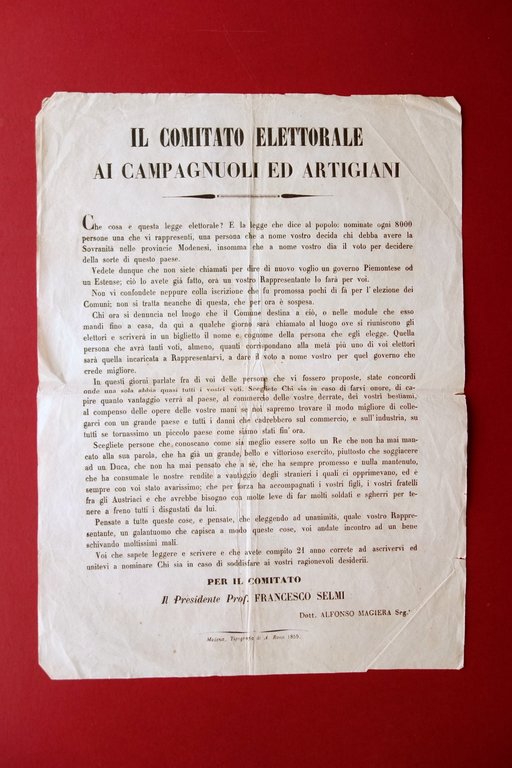 IL COMITATO ELETTORALE
AI CAMPAGNUOLI ED ARTIGIANI
Che cosa e questa legge elettorale? E la legge che dice al popolo: nominate ogni 8000
persone una che vi rappresenti, una persona che a nome vostro decida chi debba avere la
Sovranità nelle provincie Modenesi, insomma che a nome vostro dia il voto per decidere
della sorte di questo paese.
Vedete dunque che non siete chiamati per dire di nuovo voglio un governo Piemontese od
un Estense; ciò lo avete già fatto, ora un vostro Rappresentante lo farà per voi.
Non vi confondete neppure colla iscrizione che fu promossa pochi dì fa per l'elezione dei
Comuni; non si tratta neanche di questa, che per ora è sospesa.
Chi ora si denuncia nel luogo che il Comune destina a ciò, o nelle module che esso
mandi fino a casa, da qui a qualche giorno sarà chiamato al luogo ove si riuniscono gli
elettori e scriverà in un biglietto il nome e cognome della persona che egli elegge. Quella
persona che avrà tanti voti, almeno, quanti corrispondano alla metà più uno di voi elettori
sarà quella incaricata a Rappresentarvi, a dare il voto a nome vostro per quel governo che
crede migliore.
In questi giorni parlate fra di voi delle persone che vi fossero proposte, state concordi
onde una sola abbia quasi tutti i vostri voti. Scegliete Chi sia in caso di farvi onore, di ca-
pire quanto vantaggio verrà al paese, al commercio delle vostre derrate, dei vostri bestiami,
al compenso delle opere delle vostre mani se noi sapremo trovare il modo migliore di colle-
garci con un grande paese e tutti i danni che cadrebbero sul commercio, e sull'industria, su
tutti se tornassimo un piccolo paese come siamo stati fin' ora.
Scegliete persone che, conoscano come sia meglio essere sotto un Re che non ha mai man-
cato alla sua parola, che ha già un grande, bello e vittorioso esercito, piuttosto che soggiacere
ad un Duca, che non ha mai pensato che a sè, che ha sempre promesso e nulla mantenuto,
che ha consumate le nostre rendite a vantaggio degli stranieri i quali ci opprimevano, ed e
sempre con voi stato avarissimo; che per forza ha accompagnati i vostri figli, i vostri fratelli
fra gli Austriaci e che avrebbe bisogno con molte leve di far molti soldati e sgherri per te-
nere a freno tutti i disgustati da lui.
Pensate a tutte queste cose, e pensate, che eleggendo ad unanimità, quale vostro Rappre-
sentante, un galantuomo che capisca a modo queste cose, voi andate incontro ad un bene
schivando moltissimi mali.
Voi che sapete leggere e scrivere e che avete compito 21 anno correte ad ascrivervi ed
unitevi a nominare Chi sia in caso di soddisfare ai vostri ragionevoli desiderii.
PER IL COMITATO
Il Presidente Prof. FRANCESCO SELMI
Dott. ALFONSO MAGIERA Seg.
Modena, Tipografia di A. Rossi 1859.